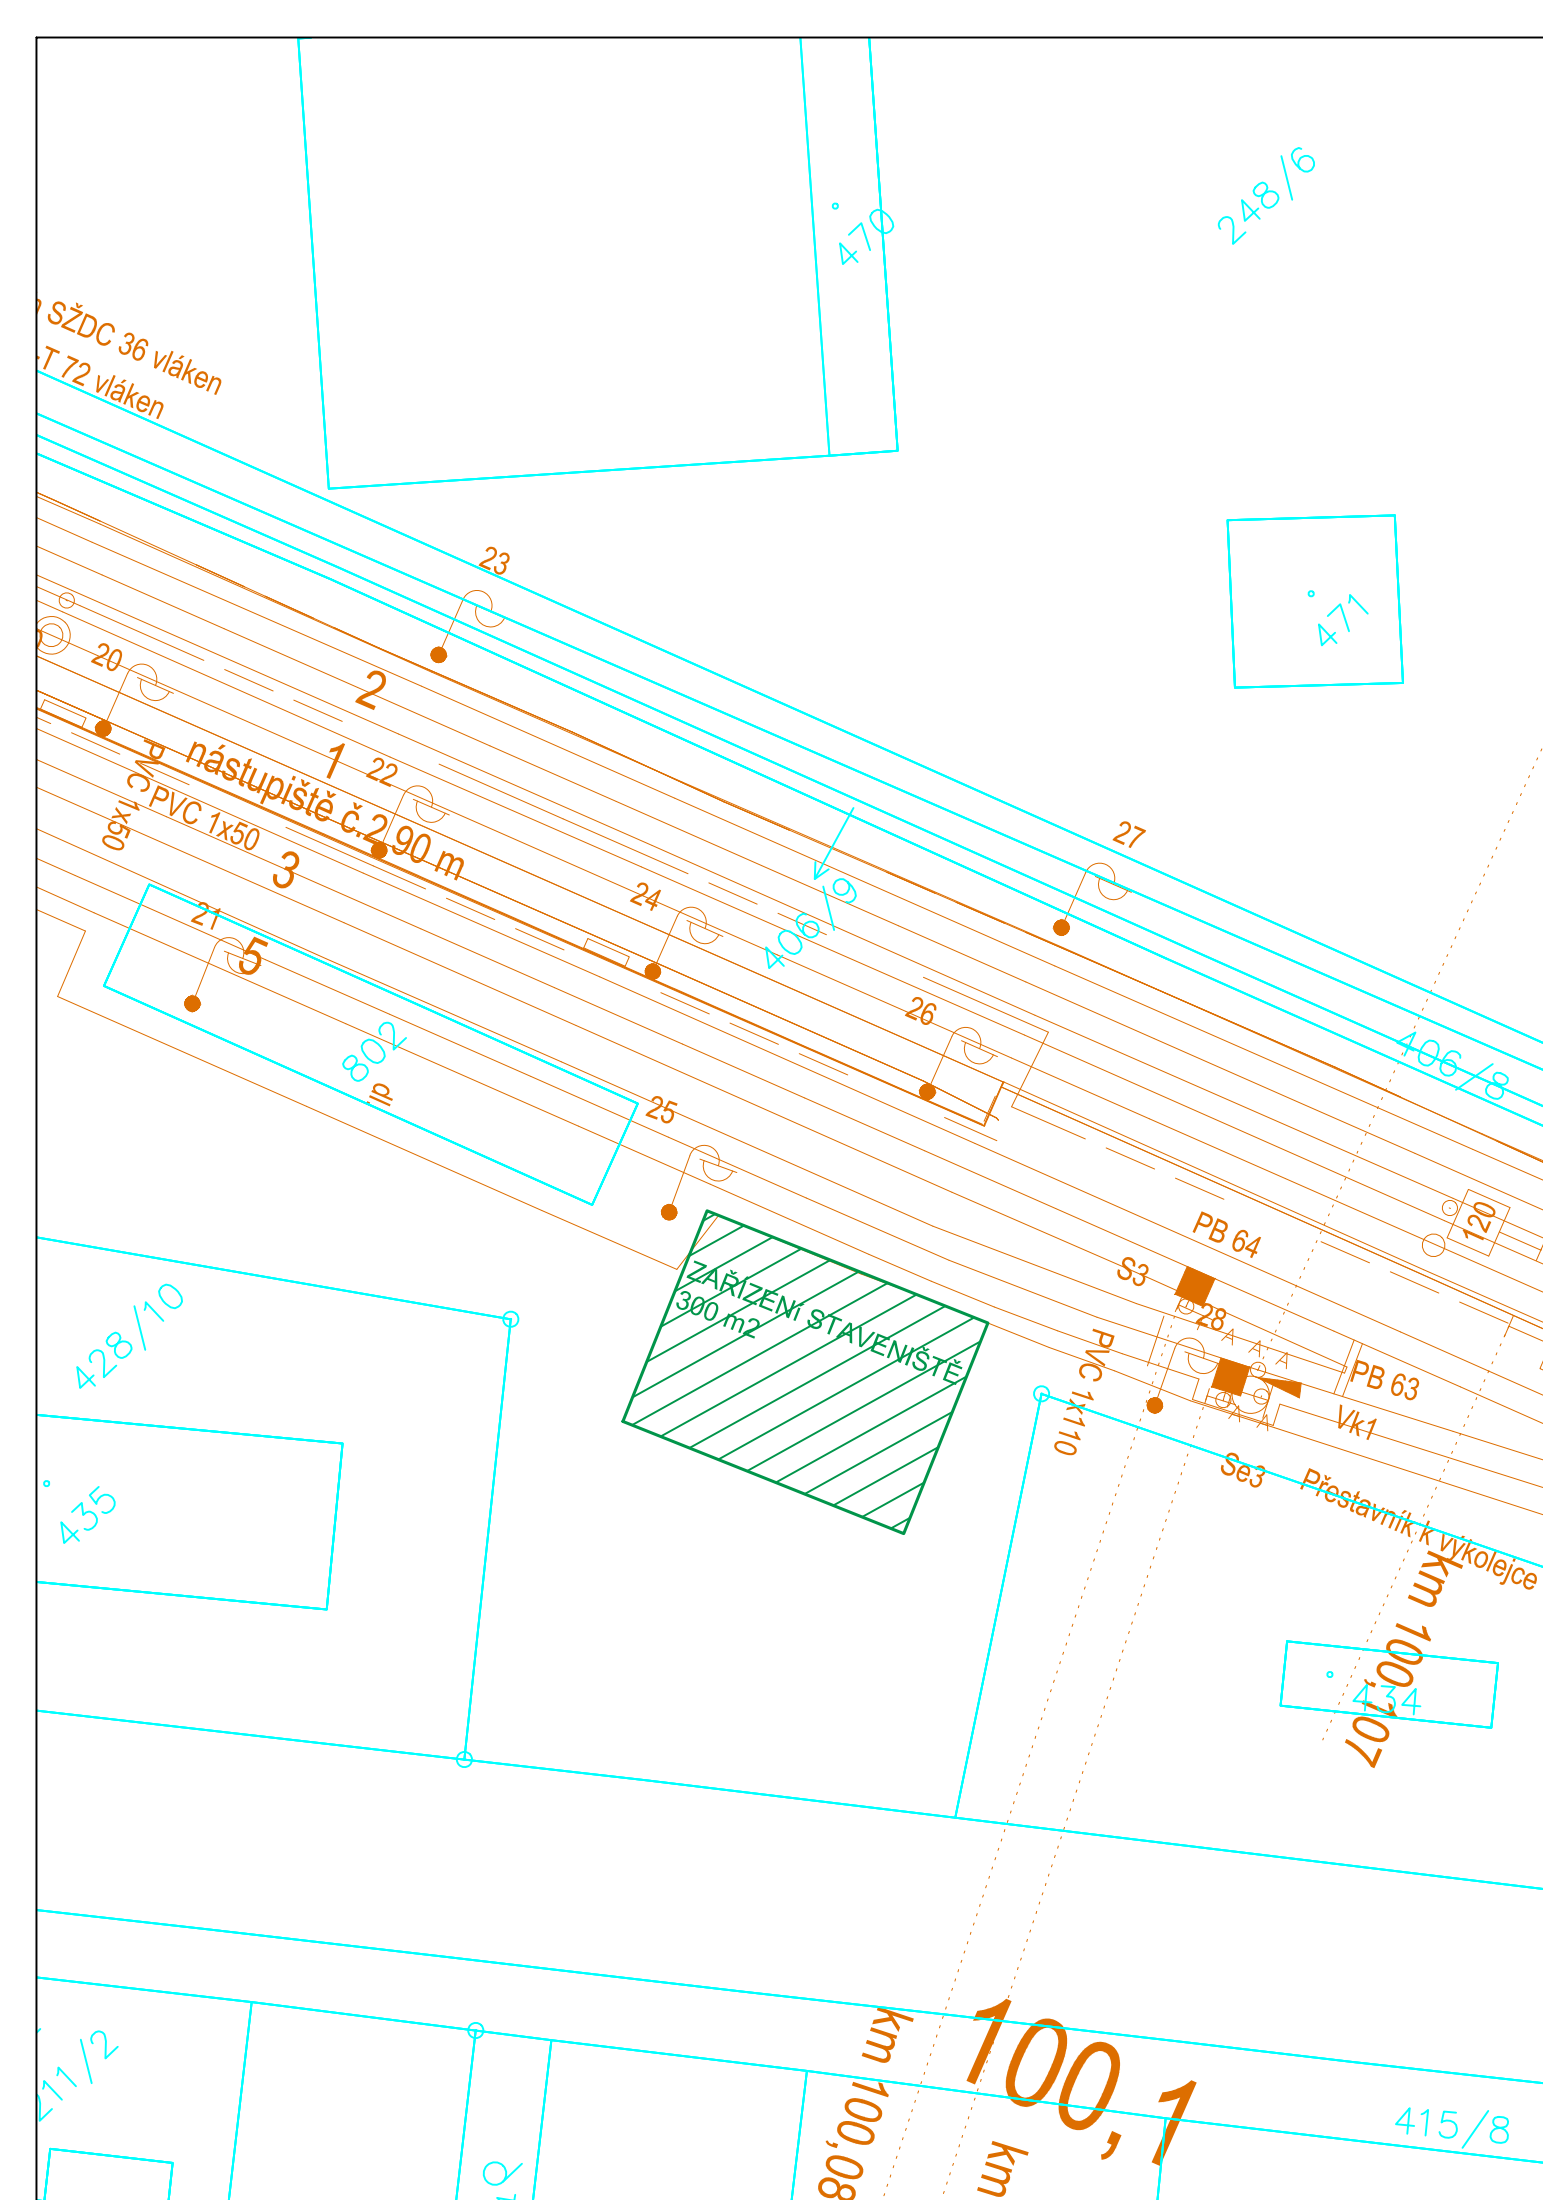 248/6
470
SŽDC 36 vláken
-T 72 vláken
23
471
20
2
1
22
nástupiště č.2 90 m
PVC 1x50
PVC 1x50
3
27
24
406/9
21
5
26
802
ip
25
406/8
120
PB 64
S3
28
ZAŘÍZENÍ STAVENIŠTĚ
300 m2
428/10
PVC 1x110
PB 63
Vk1
Se3
Přestavník k výkolejce
435
km 100,107
434
100,1
km 100,08
km
211/2
415/8